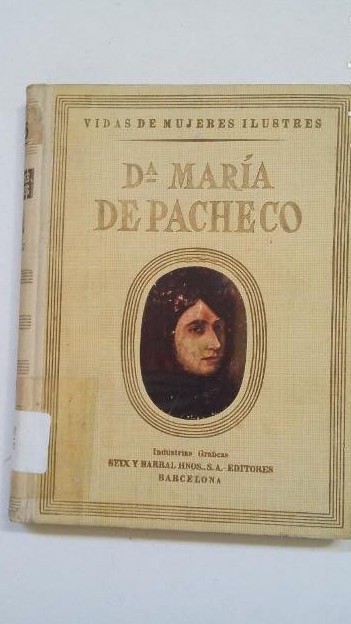 VIDAS DE MUJERES ILUSTRES
Dª MARÍA
DE PACHECO
Industrias Gráficas
SEIX Y BARRAL HNOS., S.A.-EDITORES
BARCELONA